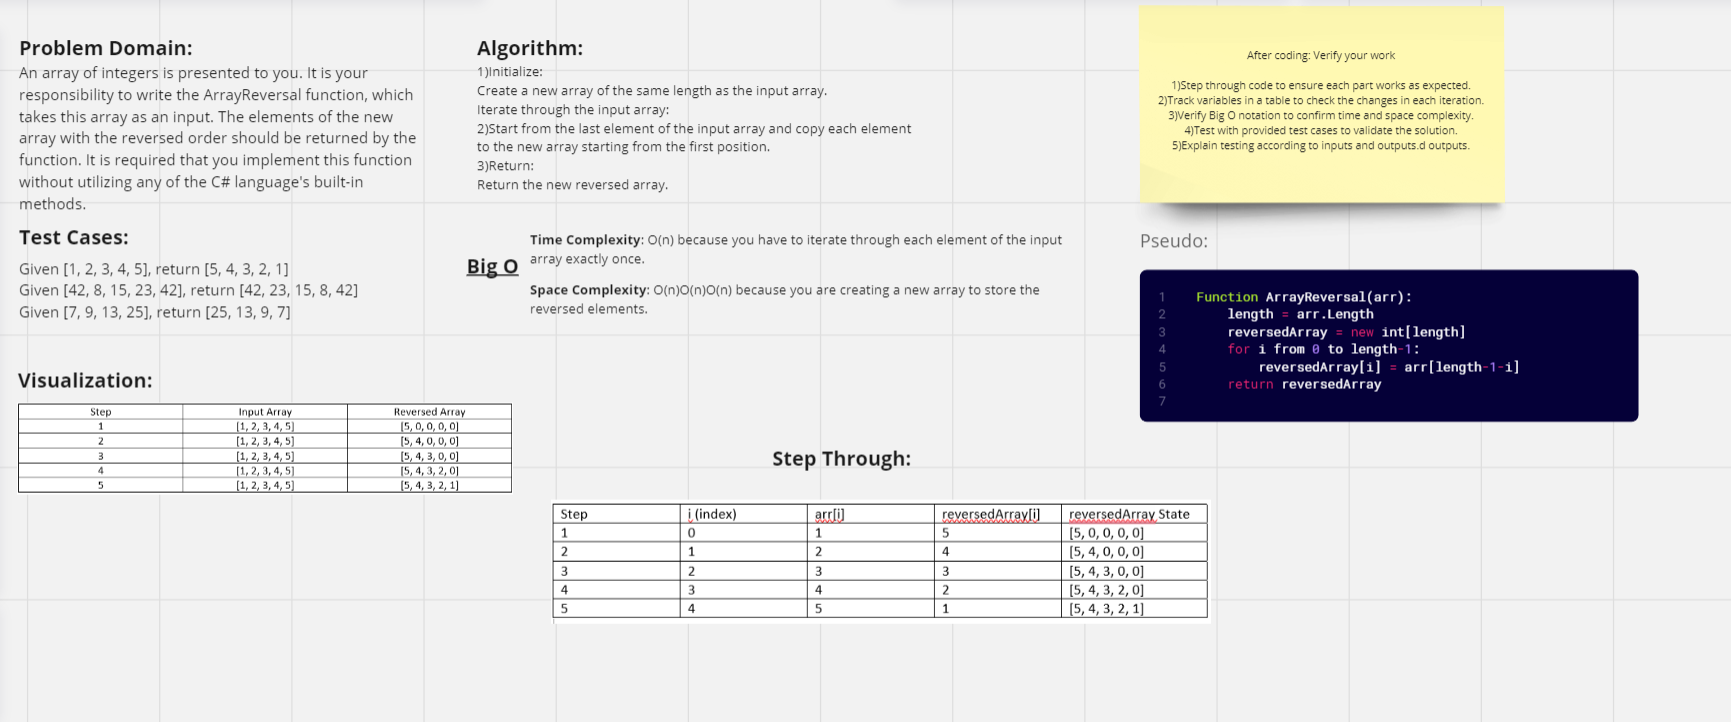 Problem Domain:
An array of integers is presented to you. It is your
responsibility to write the ArrayReversal function, which
takes this array as an input. The elements of the new
array with the reversed order should be returned by the
function. It is required that you implement this function
without utilizing any of the C# language's built-in
methods.
Test Cases:
Given [1, 2, 3, 4, 5], return [5, 4, 3, 2, 1]
Given [42, 8, 15, 23, 42], return [42, 23, 15, 8, 42]
Given [7, 9, 13, 25], return [25, 13, 9, 7]
Visualization:
Step Input Array Reversed Array
1 [1, 2, 3, 4, 5] [5, 0, 0, 0, 0]
2 [1, 2, 3, 4, 5] [5, 4, 0, 0, 0]
3 [1, 2, 3, 4, 5] [5, 4, 3, 0, 0]
4 [1, 2, 3, 4, 5] [5, 4, 3, 2, 0]
5 [1, 2, 3, 4, 5] [5, 4, 3, 2, 1]
Algorithm:
1)Initialize:
Create a new array of the same length as the input array.
Iterate through the input array:
2)Start from the last element of the input array and copy each element
to the new array starting from the first position.
3)Return:
Return the new reversed array.
Big O
Time Complexity: O(n) because you have to iterate through each element of the input
array exactly once.
Space Complexity: O(n)O(n)O(n) because you are creating a new array to store the
reversed elements.
Step Through:
Step i (index) arr[i] reversedArray[i] reversedArray State
1 0 1 5 [5, 0, 0, 0, 0]
2 1 2 4 [5, 4, 0, 0, 0]
3 2 3 3 [5, 4, 3, 0, 0]
4 3 4 2 [5, 4, 3, 2, 0]
5 4 5 1 [5, 4, 3, 2, 1]
After coding: Verify your work
1)Step through code to ensure each part works as expected.
2)Track variables in a table to check the changes in each iteration.
3)Verify Big O notation to confirm time and space complexity.
4)Test with provided test cases to validate the solution.
5)Explain testing according to inputs and outputs.d outputs.
Pseudo:
1 Function ArrayReversal(arr):
2 length = arr.Length
3 reversedArray = new int[length]
4 for i from 0 to length-1:
5 reversedArray[i] = arr[length-1-i]
6 return reversedArray
7